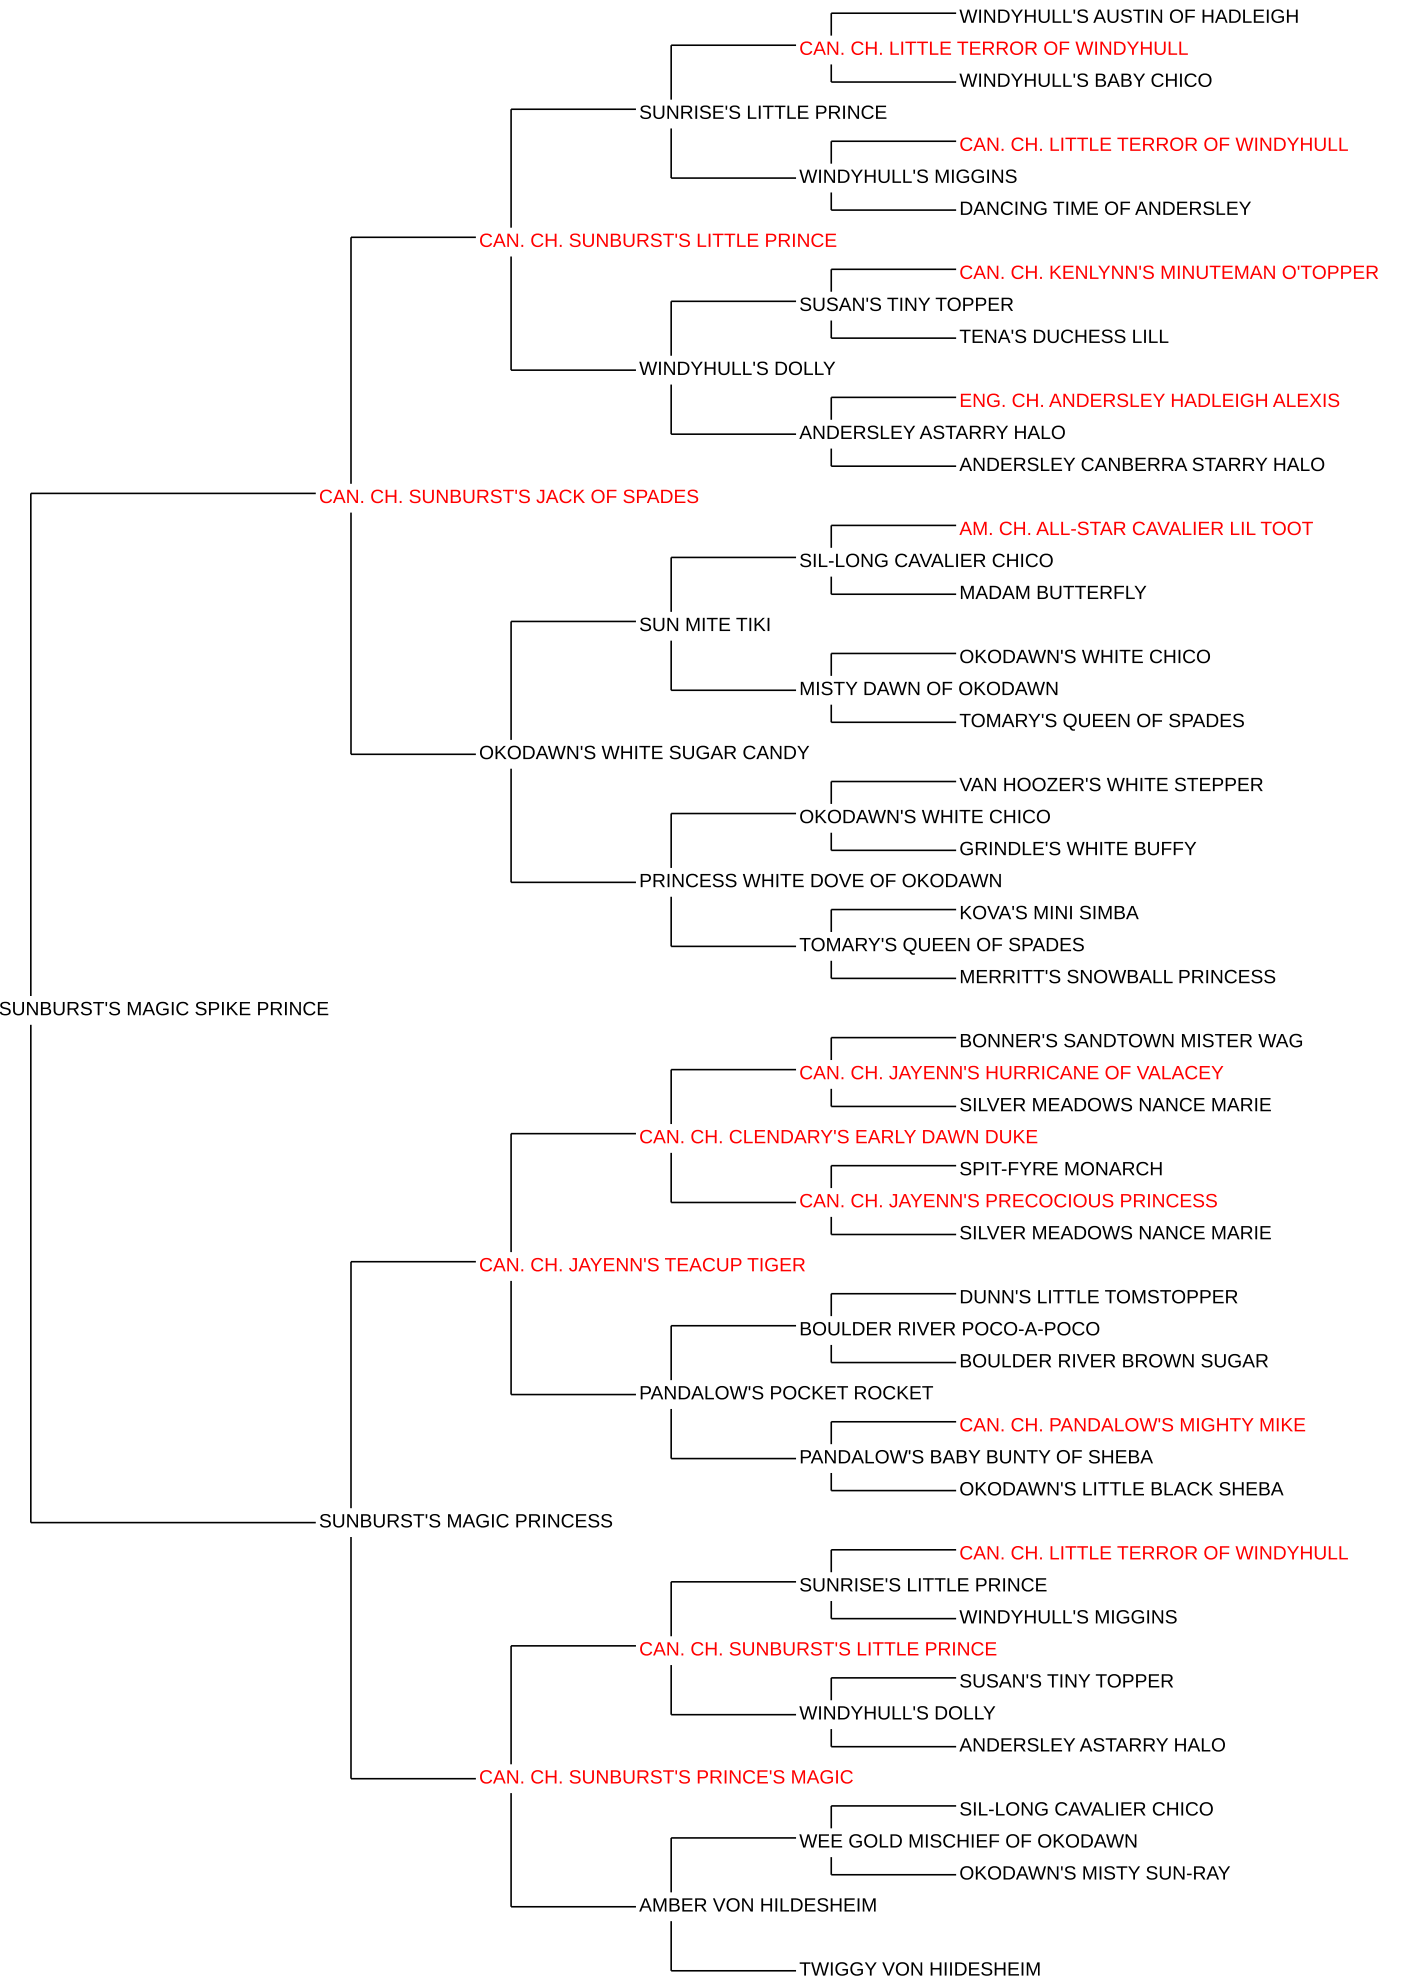 WINDYHULL'S AUSTIN OF HADLEIGH
CAN. CH. LITTLE TERROR OF WINDYHULL
WINDYHULL'S BABY CHICO
SUNRISE'S LITTLE PRINCE
CAN. CH. LITTLE TERROR OF WINDYHULL
WINDYHULL'S MIGGINS
DANCING TIME OF ANDERSLEY
CAN. CH. SUNBURST'S LITTLE PRINCE
CAN. CH. KENLYNN'S MINUTEMAN O'TOPPER
SUSAN'S TINY TOPPER
TENA'S DUCHESS LILL
WINDYHULL'S DOLLY
ENG. CH. ANDERSLEY HADLEIGH ALEXIS
ANDERSLEY ASTARRY HALO
ANDERSLEY CANBERRA STARRY HALO
CAN. CH. SUNBURST'S JACK OF SPADES
AM. CH. ALL-STAR CAVALIER LIL TOOT
SIL-LONG CAVALIER CHICO
MADAM BUTTERFLY
SUN MITE TIKI
OKODAWN'S WHITE CHICO
MISTY DAWN OF OKODAWN
TOMARY'S QUEEN OF SPADES
OKODAWN'S WHITE SUGAR CANDY
VAN HOOZER'S WHITE STEPPER
OKODAWN'S WHITE CHICO
GRINDLE'S WHITE BUFFY
PRINCESS WHITE DOVE OF OKODAWN
KOVA'S MINI SIMBA
TOMARY'S QUEEN OF SPADES
MERRITT'S SNOWBALL PRINCESS
SUNBURST'S MAGIC SPIKE PRINCE
BONNER'S SANDTOWN MISTER WAG
CAN. CH. JAYENN'S HURRICANE OF VALACEY
SILVER MEADOWS NANCE MARIE
CAN. CH. CLENDARY'S EARLY DAWN DUKE
SPIT-FYRE MONARCH
CAN. CH. JAYENN'S PRECOCIOUS PRINCESS
SILVER MEADOWS NANCE MARIE
CAN. CH. JAYENN'S TEACUP TIGER
DUNN'S LITTLE TOMSTOPPER
BOULDER RIVER POCO-A-POCO
BOULDER RIVER BROWN SUGAR
PANDALOW'S POCKET ROCKET
CAN. CH. PANDALOW'S MIGHTY MIKE
PANDALOW'S BABY BUNTY OF SHEBA
OKODAWN'S LITTLE BLACK SHEBA
SUNBURST'S MAGIC PRINCESS
CAN. CH. LITTLE TERROR OF WINDYHULL
SUNRISE'S LITTLE PRINCE
WINDYHULL'S MIGGINS
CAN. CH. SUNBURST'S LITTLE PRINCE
SUSAN'S TINY TOPPER
WINDYHULL'S DOLLY
ANDERSLEY ASTARRY HALO
CAN. CH. SUNBURST'S PRINCE'S MAGIC
SIL-LONG CAVALIER CHICO
WEE GOLD MISCHIEF OF OKODAWN
OKODAWN'S MISTY SUN-RAY
AMBER VON HILDESHEIM
TWIGGY VON HIIDESHEIM